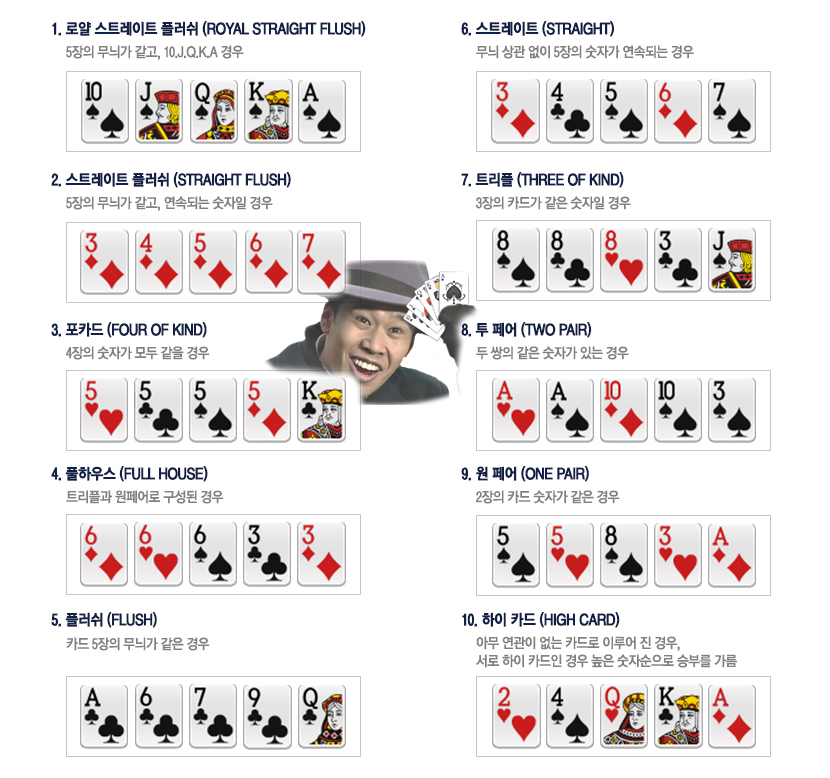 1. 로얄 스트레이트 플러쉬 (ROYAL STRAIGHT FLUSH)
5장의 무늬가 같고, 10.J.Q.K.A 경우
10 J Q K A
2. 스트레이트 플러쉬 (STRAIGHT FLUSH)
5장의 무늬가 같고, 연속되는 숫자일 경우
3 4 5 6 7
3. 포카드 (FOUR OF KIND)
4장의 숫자가 모두 같을 경우
5 5 5 5 K
4. 풀하우스 (FULL HOUSE)
트리플과 원페어로 구성된 경우
6 6 6 3 3
5. 플러쉬 (FLUSH)
카드 5장의 무늬가 같은 경우
A 6 7 9 Q
6. 스트레이트 (STRAIGHT)
무늬 상관 없이 5장의 숫자가 연속되는 경우
3 4 5 6 7
7. 트리플 (THREE OF KIND)
3장의 카드가 같은 숫자일 경우
8 8 8 3 J
8. 투 페어 (TWO PAIR)
두 쌍의 같은 숫자가 있는 경우
A A 10 10 3
9. 원 페어 (ONE PAIR)
2장의 카드 숫자가 같은 경우
5 5 8 3 A
10. 하이 카드 (HIGH CARD)
아무 연관이 없는 카드로 이루어 진 경우,
서로 하이 카드인 경우 높은 숫자순으로 승부를 가름
2 4 Q K A